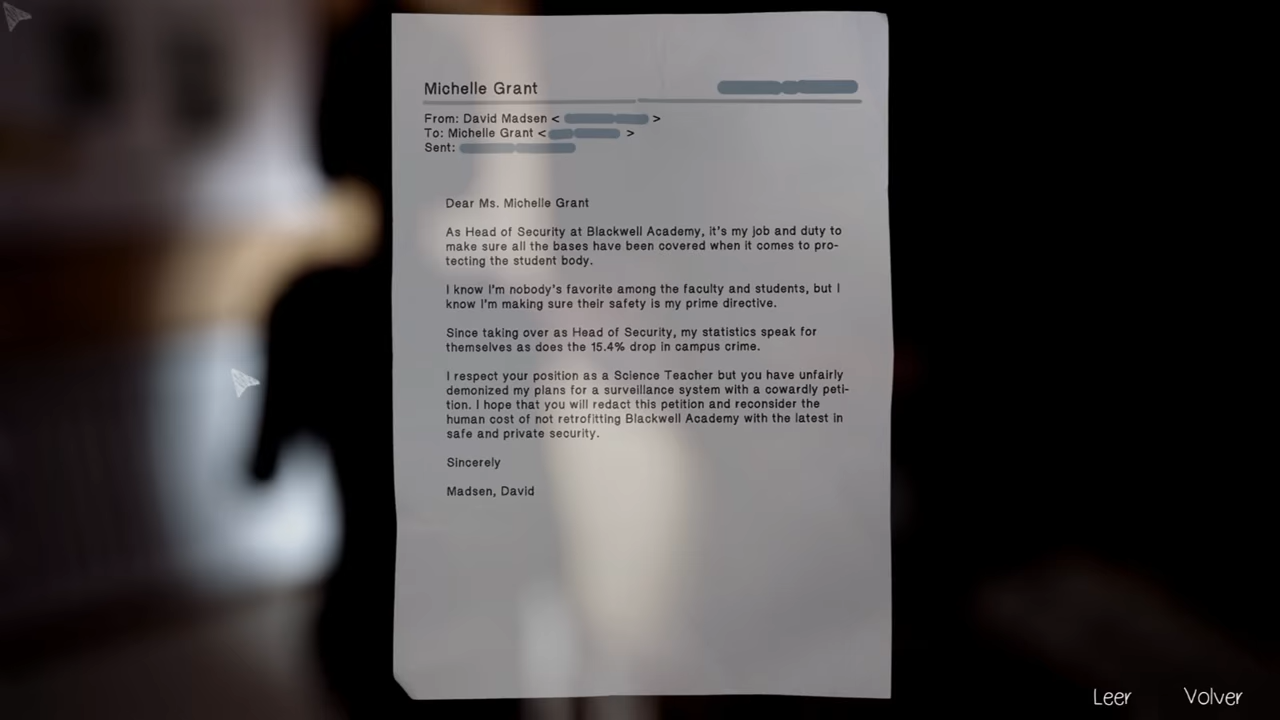 Michelle Grant
From: David Madsen < >
To: Michelle Grant < >
Sent:
Dear Ms. Michelle Grant
As Head of Security at Blackwell Academy, it's my job and duty to
make sure all the bases have been covered when it comes to pro-
tecting the student body.
I know I'm nobody's favorite among the faculty and students, but I
know I'm making sure their safety is my prime directive.
Since taking over as Head of Security, my statistics speak for
themselves as does the 15.4% drop in campus crime.
I respect your position as a Science Teacher but you have unfairly
demonized my plans for a surveillance system with a cowardly peti-
tion. I hope that you will redact this petition and reconsider the
human cost of not retrofitting Blackwell Academy with the latest in
safe and private security.
Sincerely
Madsen, David
Leer Volver